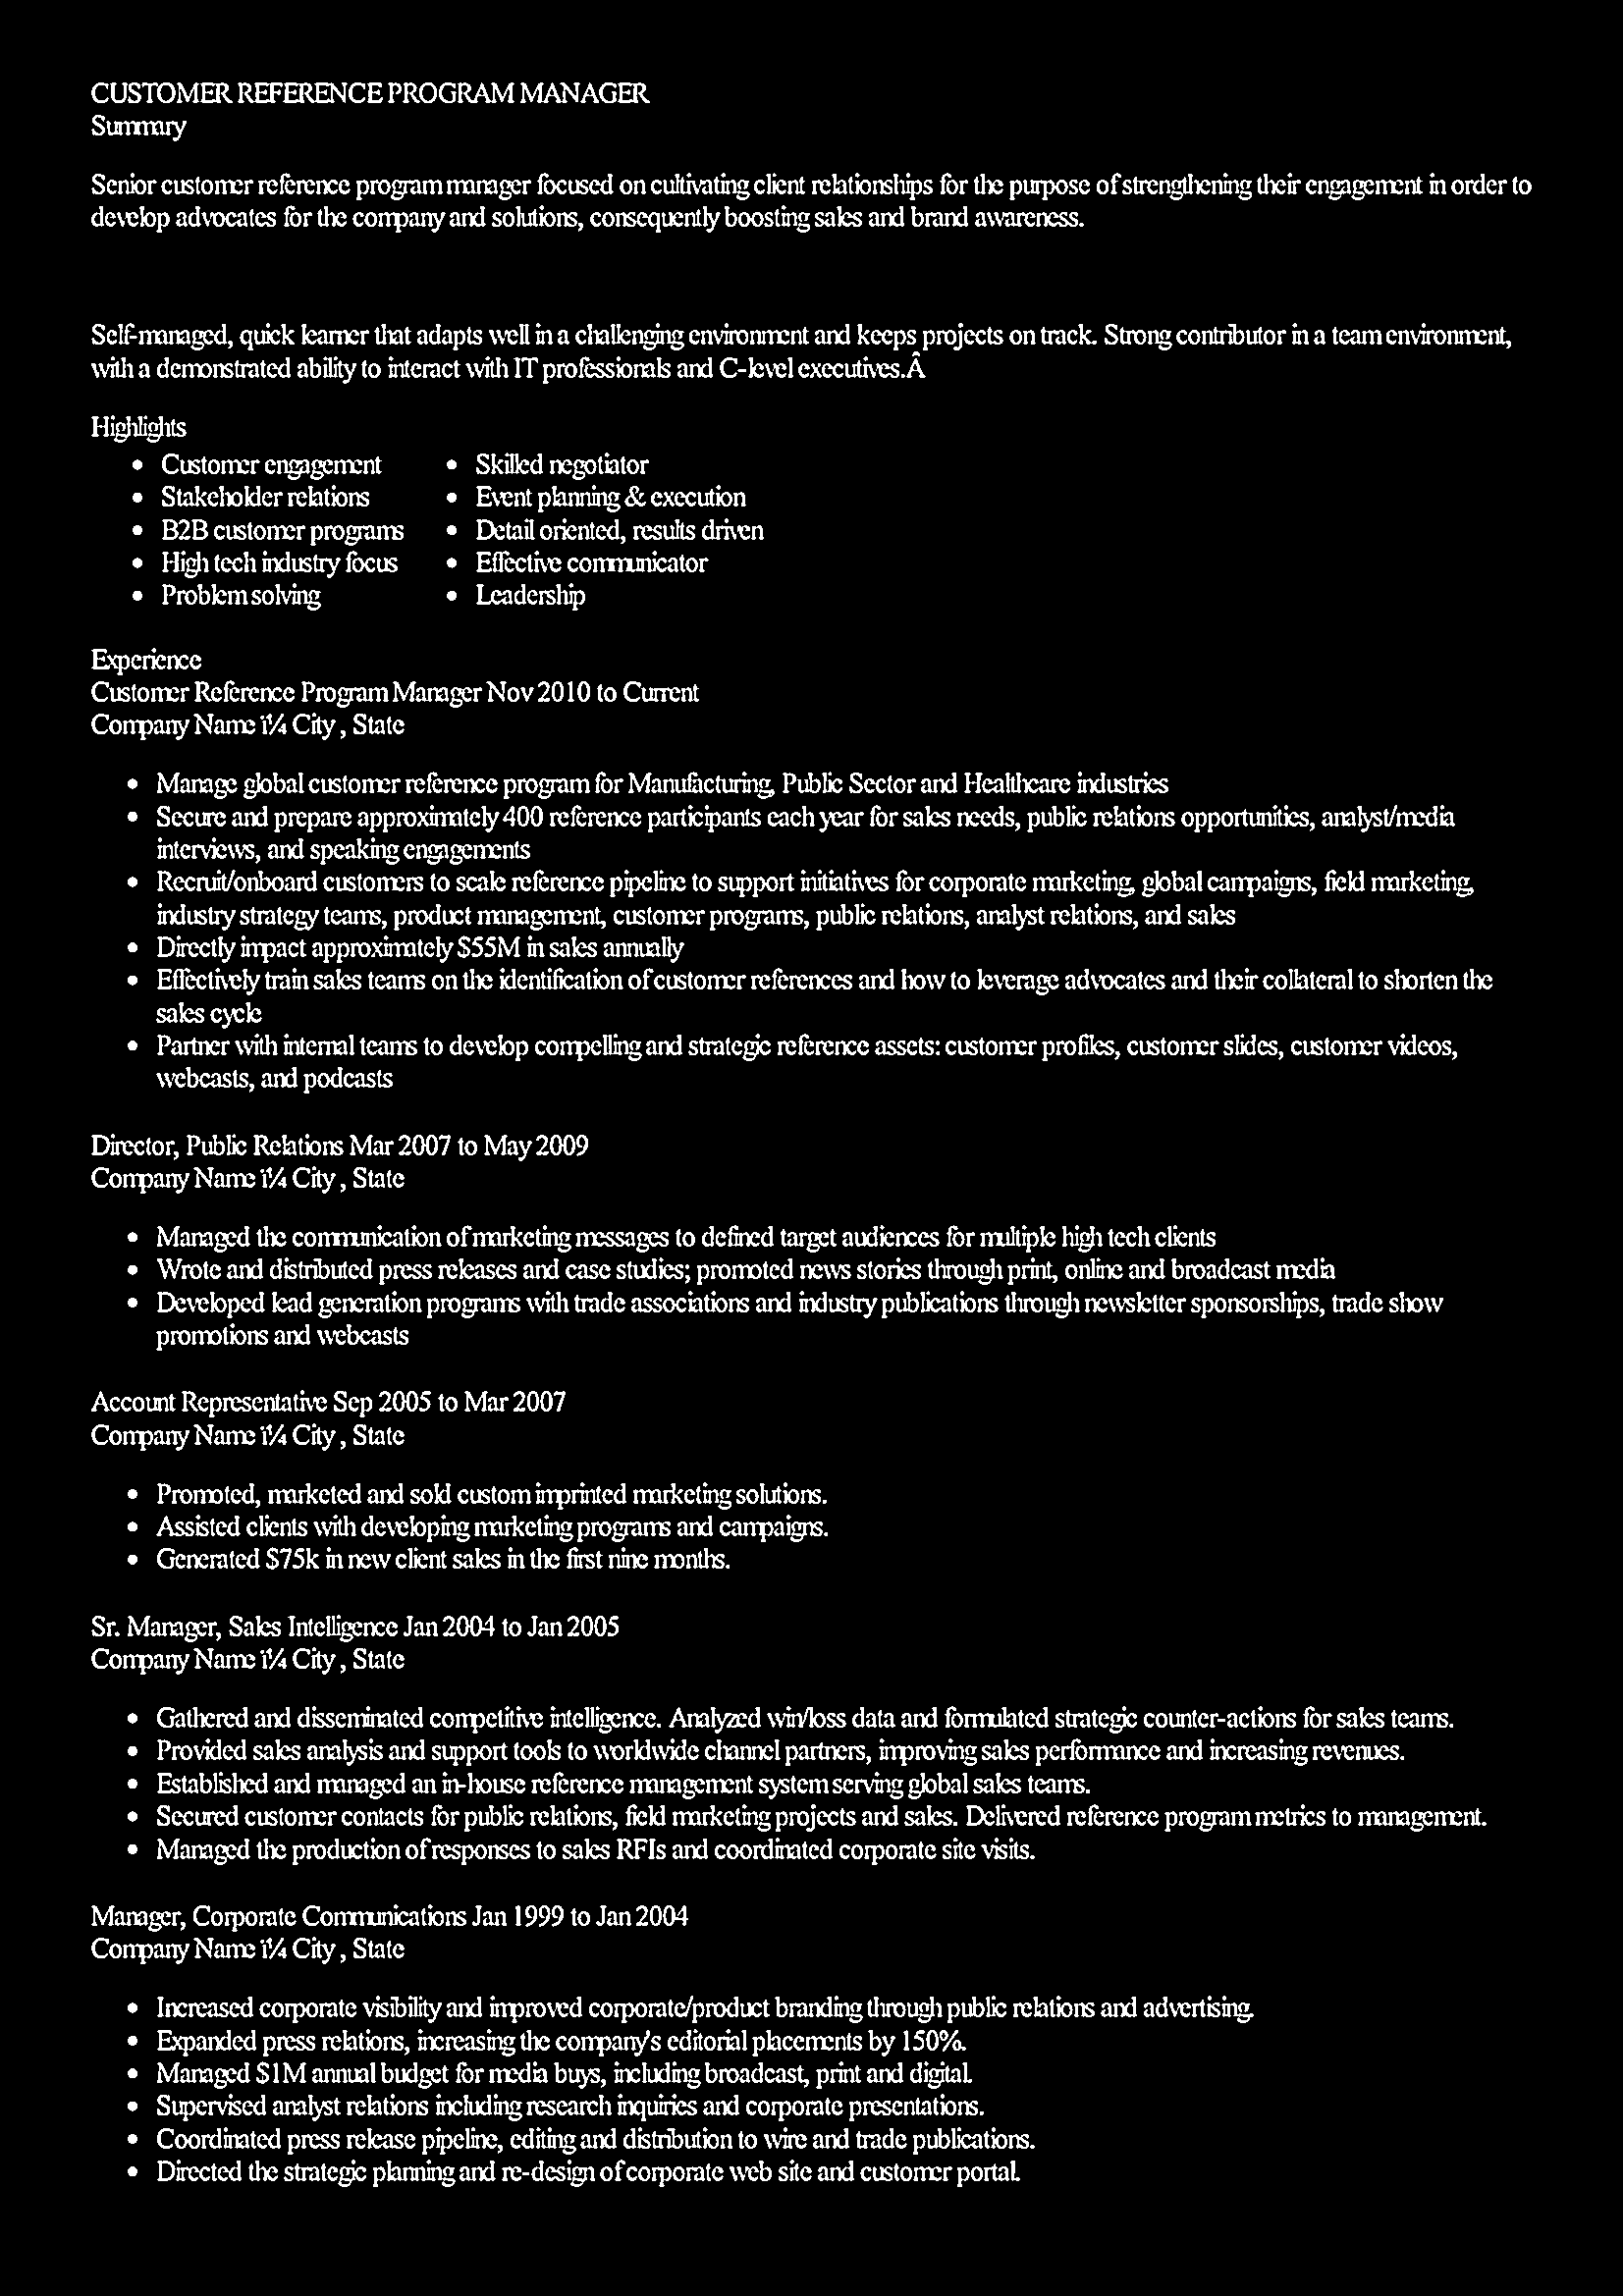 CUSTOMER REFERENCE PROGRAM MANAGER
Summary
Senior customer reference program manager focused on cultivating client relationships for the purpose of strengthening their engagement in order to
develop advocates for the company and solutions, consequently boosting sales and brand awareness.
Self-managed, quick learner that adapts well in a challenging environment and keeps projects on track. Strong contributor in a team environment,
with a demonstrated ability to interact with IT professionals and C-level executives.Â
Highlights
• Customer engagement
• Stakeholder relations
• B2B customer programs
• High tech industry focus
• Problem solving
• Skilled negotiator
• Event planning & execution
• Detail oriented, results driven
• Effective communicator
• Leadership
Experience
Customer Reference Program Manager Nov 2010 to Current
Company Name ï¼ City , State
• Manage global customer reference program for Manufacturing, Public Sector and Healthcare industries
• Secure and prepare approximately 400 reference participants each year for sales needs, public relations opportunities, analyst/media
interviews, and speaking engagements
• Recruit/onboard customers to scale reference pipeline to support initiatives for corporate marketing, global campaigns, field marketing,
industry strategy teams, product management, customer programs, public relations, analyst relations, and sales
• Directly impact approximately $55M in sales annually
• Effectively train sales teams on the identification of customer references and how to leverage advocates and their collateral to shorten the
sales cycle
• Partner with internal teams to develop compelling and strategic reference assets: customer profiles, customer slides, customer videos,
webcasts, and podcasts
Director, Public Relations Mar 2007 to May 2009
Company Name ï¼ City , State
• Managed the communication of marketing messages to defined target audiences for multiple high tech clients
• Wrote and distributed press releases and case studies; promoted news stories through print, online and broadcast media
• Developed lead generation programs with trade associations and industry publications through newsletter sponsorships, trade show
promotions and webcasts
Account Representative Sep 2005 to Mar 2007
Company Name ï¼ City , State
• Promoted, marketed and sold custom imprinted marketing solutions.
• Assisted clients with developing marketing programs and campaigns.
• Generated $75k in new client sales in the first nine months.
Sr. Manager, Sales Intelligence Jan 2004 to Jan 2005
Company Name ï¼ City , State
• Gathered and disseminated competitive intelligence. Analyzed win/loss data and formulated strategic counter-actions for sales teams.
• Provided sales analysis and support tools to worldwide channel partners, improving sales performance and increasing revenues.
• Established and managed an in-house reference management system serving global sales teams.
• Secured customer contacts for public relations, field marketing projects and sales. Delivered reference program metrics to management.
• Managed the production of responses to sales RFIs and coordinated corporate site visits.
Manager, Corporate Communications Jan 1999 to Jan 2004
Company Name ï¼ City , State
• Increased corporate visibility and improved corporate/product branding through public relations and advertising.
• Expanded press relations, increasing the company's editorial placements by 150%.
• Managed $1M annual budget for media buys, including broadcast, print and digital.
• Supervised analyst relations including research inquiries and corporate presentations.
• Coordinated press release pipeline, editing and distribution to wire and trade publications.
• Directed the strategic planning and re-design of corporate web site and customer portal.